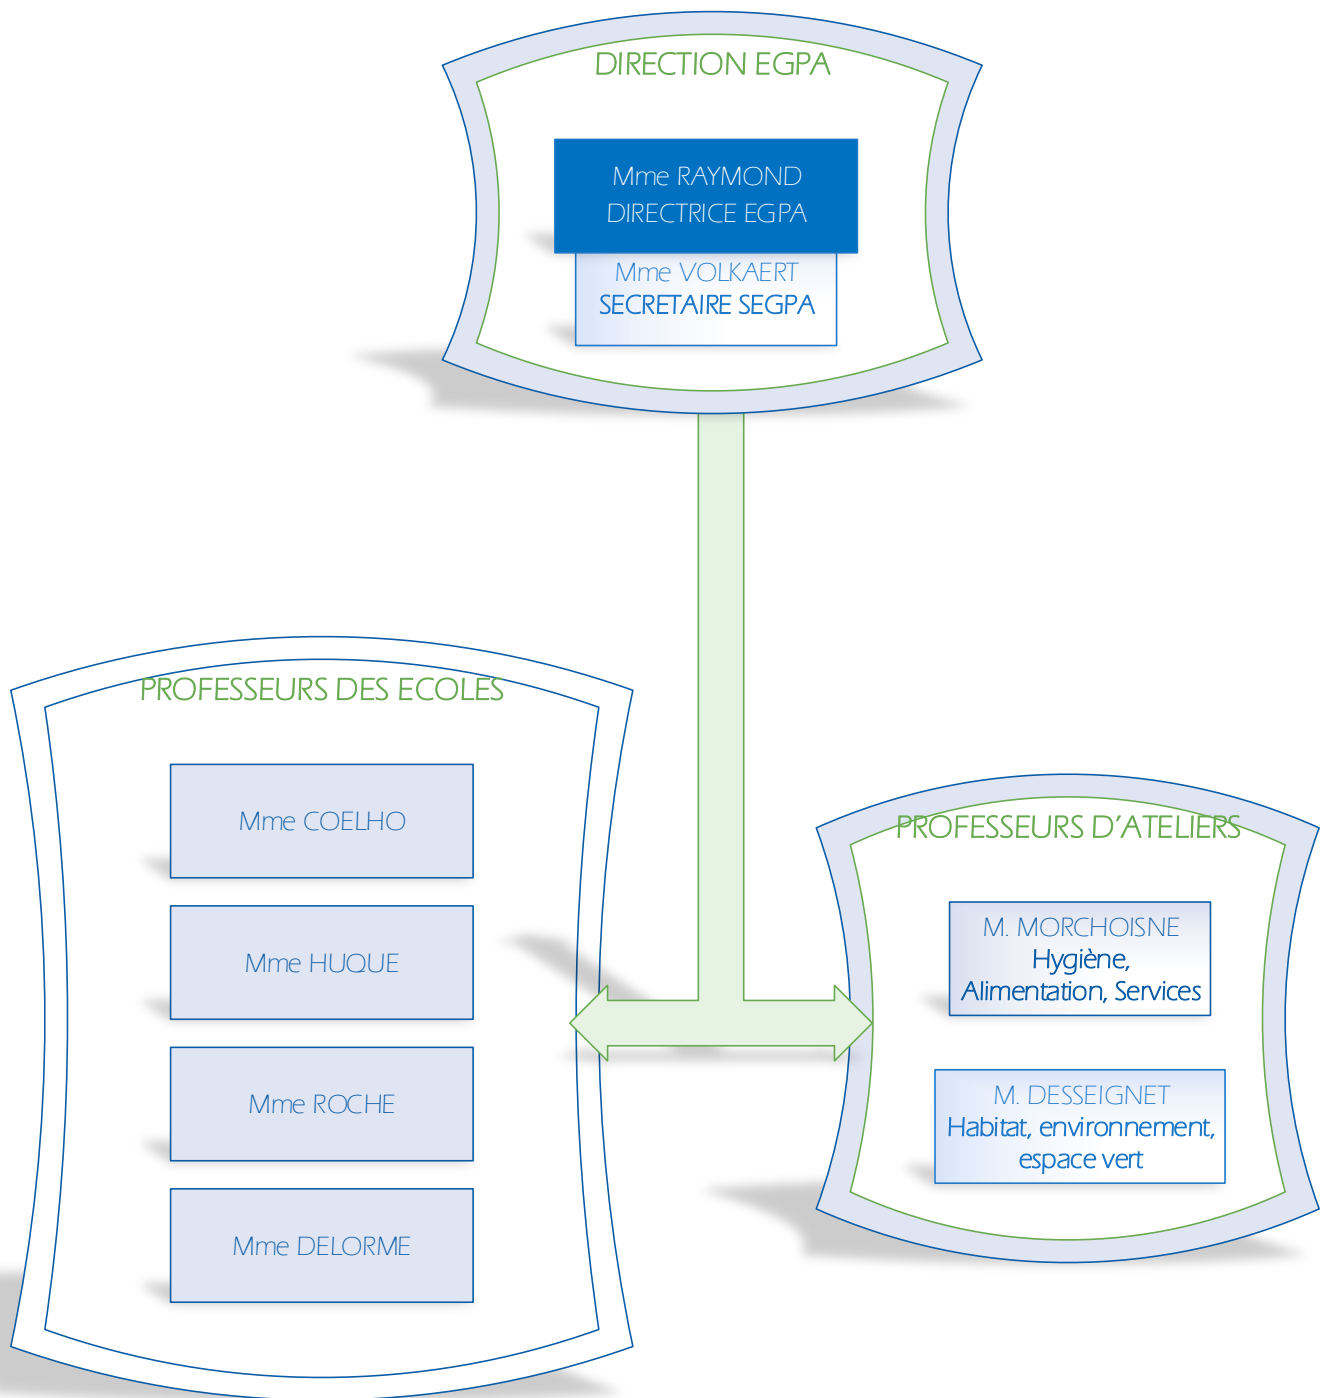 DIRECTION EGPA
Mme RAYMOND
DIRECTRICE EGPA
Mme VOLKAERT
SECRETAIRE SEGPA
PROFESSEURS DES ECOLES
Mme COELHO
Mme HUQUE
Mme ROCHE
Mme DELORME
PROFESSEURS D'ATELIERS
M. MORCHOISNE
Hygiène,
Alimentation, Services
M. DESSEIGNET
Habitat, environnement,
espace vert